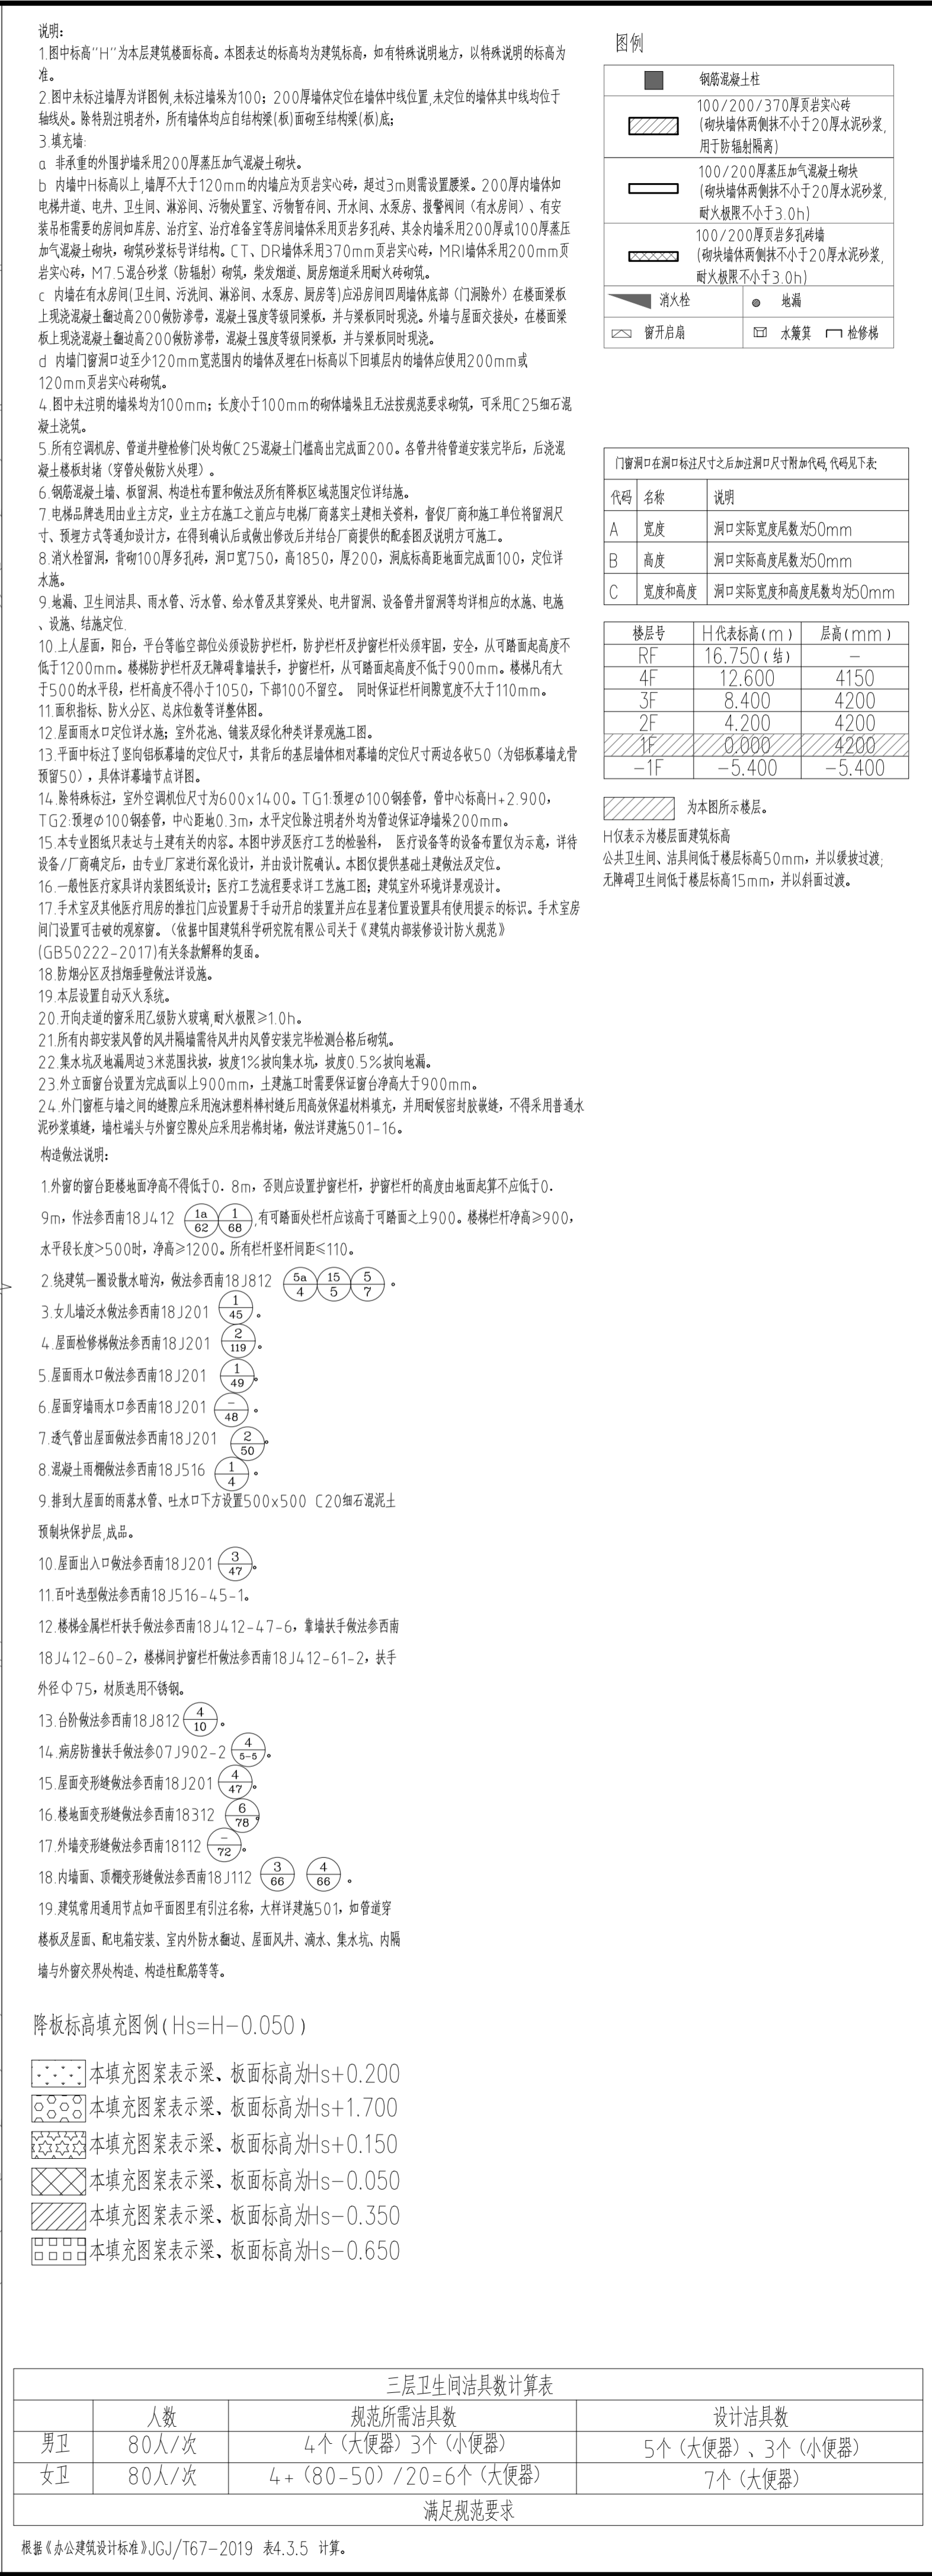 说明:
1.图中标高"H"为本层建筑楼面标高。本图表达的标高均为建筑标高，如有特殊说明地方，以特殊说明的标高为
准。
2.图中未标注墙厚为详图例,未标注墙垛为100；200厚墙体定位在墙体中线位置,未定位的墙体其中线均位于
轴线处。除特别注明者外，所有墙体均应自结构梁(板)面砌至结构梁(板)底;
3.填充墙:
a 非承重的外围护墙采用200厚蒸压加气混凝土砌块。
b 内墙中H标高以上,墙厚不大于120mm的内墙应为页岩实心砖，超过3m则需设置腰梁。200厚内墙体如
电梯井道、电井、卫生间、淋浴间、污物处置室、污物暂存间、开水间、水泵房、报警阀间（有水房间）、有安
装吊柜需要的房间如库房、治疗室、治疗准备室等房间墙体采用页岩多孔砖、其余内墙采用200厚或100厚蒸压
加气混凝土砌块，砌筑砂浆标号详结构。CT、DR墙体采用370mm页岩实心砖，MRI墙体采用200mm页
岩实心砖，M7.5混合砂浆（防辐射）砌筑，柴发烟道、厨房烟道采用耐火砖砌筑。
c 内墙在有水房间(卫生间、污洗间、淋浴间、水泵房、厨房等)应沿房间四周墙体底部（门洞除外）在楼面梁板
上现浇混凝土翻边高200做防渗带，混凝土强度等级同梁板，并与梁板同时现浇。外墙与屋面交接处，在楼面梁
板上现浇混凝土翻边高200做防渗带，混凝土强度等级同梁板，并与梁板同时现浇。
d 内墙门窗洞口边至少120mm宽范围内的墙体及埋在H标高以下回填层内的墙体应使用200mm或
120mm页岩实心砖砌筑。
4.图中未注明的墙垛均为100mm；长度小于100mm的砌体墙垛且无法按规范要求砌筑，可采用C25细石混
凝土浇筑。
5.所有空调机房、管道井壁检修门处均做C25混凝土门槛高出完成面200。各管井待管道安装完毕后，后浇混
凝土楼板封堵（穿管处做防火处理）。
6.钢筋混凝土墙、板留洞、构造柱布置和做法及所有降板区域范围定位详结施。
7.电梯品牌选用由业主方定，业主方在施工之前应与电梯厂商落实土建相关资料，督促厂商和施工单位将留洞尺
寸、预埋方式等通知设计方，在得到确认后或做出修改后并结合厂商提供的配套图及说明方可施工。
8.消火栓留洞，背砌100厚多孔砖，洞口宽750，高1850，厚200，洞底标高距地面完成面100，定位详
水施。
9.地漏、卫生间洁具、雨水管、污水管、给水管及其穿梁处、电井留洞、设备管井留洞等均详相应的水施、电施
、设施、结施定位.
10.上人屋面，阳台，平台等临空部位必须设防护栏杆，防护栏杆及护窗栏杆必须牢固，安全，从可踏面起高度不
低于1200mm。楼梯防护栏杆及无障碍靠墙扶手，护窗栏杆，从可踏面起高度不低于900mm。楼梯凡有大
于500的水平段，栏杆高度不得小于1050，下部100不留空。 同时保证栏杆间隙宽度不大于110mm。
11.面积指标、防火分区、总床位数等详整体图。
12.屋面雨水口定位详水施；室外花池、铺装及绿化种类详景观施工图。
13.平面中标注了竖向铝板幕墙的定位尺寸，其背后的基层墙体相对幕墙的定位尺寸两边各收50（为铝板幕墙龙骨
预留50），具体详幕墙节点详图。
14.除特殊标注，室外空调机位尺寸为600x1400。TG1:预埋Φ100钢套管，管中心标高H+2.900，
TG2:预埋Φ100钢套管，中心距地0.3m，水平定位除注明者外均为管边保证净墙垛200mm。
15.本专业图纸只表达与土建有关的内容。本图中涉及医疗工艺的检验科， 医疗设备等的设备布置仅为示意，详待
设备/厂商确定后，由专业厂家进行深化设计，并由设计院确认。本图仅提供基础土建做法及定位。
16.一般性医疗家具详内装图纸设计；医疗工艺流程要求详工艺施工图；建筑室外环境详景观设计。
17.手术室及其他医疗用房的推拉门应设置易于手动开启的装置并应在显著位置设置具有使用提示的标识。手术室房
间门设置可击破的观察窗。（依据中国建筑科学研究院有限公司关于《建筑内部装修设计防火规范》
(GB50222-2017)有关条款解释的复函。
18.防烟分区及挡烟垂壁做法详设施。
19.本层设置自动灭火系统。
20.开向走道的窗采用乙级防火玻璃,耐火极限≥1.0h。
21.所有内部安装风管的风井隔墙需待风井内风管安装完毕检测合格后砌筑。
22.集水坑及地漏周边3米范围找坡，坡度1%坡向集水坑，坡度0.5%坡向地漏。
23.外立面窗台设置为完成面以上900mm，土建施工时需要保证窗台净高大于900mm。
24.外门窗框与墙之间的缝隙应采用泡沫塑料棒衬缝后用高效保温材料填充，并用耐候密封胶嵌缝，不得采用普通水
泥砂浆填缝，墙柱端头与外窗空隙处应采用岩棉封堵，做法详建施501-16。
构造做法说明:
1.外窗的窗台距楼地面净高不得低于0．8m，否则应设置护窗栏杆，护窗栏杆的高度由地面起算不应低于0．
9m，作法参西南18J412 1a/62 1/68 ,有可踏面处栏杆应该高于可踏面之上900。楼梯栏杆净高≥900，
水平段长度>500时，净高≥1200。所有栏杆竖杆间距≤110。
2.绕建筑一圈设散水暗沟，做法参西南18J812 5a/4 15/5 5/7 。
3.女儿墙泛水做法参西南18J201 1/45 。
4.屋面检修梯做法参西南18J201 2/119 。
5.屋面雨水口做法参西南18J201 1/49 。
6.屋面穿墙雨水口参西南18J201 -/48 。
7.透气管出屋面做法参西南18J201 2/50 。
8.混凝土雨棚做法参西南18J516 1/4 。
9.排到大屋面的雨落水管、吐水口下方设置500x500 C20细石混泥土
预制块保护层,成品。
10.屋面出入口做法参西南18J201 3/47 。
11.百叶选型做法参西南18J516-45-1。
12.楼梯金属栏杆扶手做法参西南18J412-47-6，靠墙扶手做法参西南
18J412-60-2，楼梯间护窗栏杆做法参西南18J412-61-2，扶手
外径Φ75，材质选用不锈钢。
13.台阶做法参西南18J812 4/10 。
14.病房防撞扶手做法参07J902-2 4/5-5 。
15.屋面变形缝做法参西南18J201 4/47 。
16.楼地面变形缝做法参西南18312 6/78 。
17.外墙变形缝做法参西南18112 -/72 。
18.内墙面、顶棚变形缝做法参西南18J112 3/66 4/66 。
19.建筑常用通用节点如平面图里有引注名称，大样详建施501，如管道穿
楼板及屋面、配电箱安装、室内外防水翻边、屋面风井、滴水、集水坑、内隔
墙与外窗交界处构造、构造柱配筋等等。
降板标高填充图例(Hs=H-0.050)
本填充图案表示梁、板面标高为Hs+0.200
本填充图案表示梁、板面标高为Hs+1.700
本填充图案表示梁、板面标高为Hs+0.150
本填充图案表示梁、板面标高为Hs-0.050
本填充图案表示梁、板面标高为Hs-0.350
本填充图案表示梁、板面标高为Hs-0.650
图例
钢筋混凝土柱
100/200/370厚页岩实心砖
(砌块墙体两侧抹不小于20厚水泥砂浆,
用于防辐射隔离)
100/200厚蒸压加气混凝土砌块
(砌块墙体两侧抹不小于20厚水泥砂浆,
耐火极限不小于3.0h)
100/200厚页岩多孔砖墙
(砌块墙体两侧抹不小于20厚水泥砂浆,
耐火极限不小于3.0h)
消火栓 地漏
窗开启扇 水簸箕 检修梯
门窗洞口在洞口标注尺寸之后加注洞口尺寸附加代码,代码见下表:
代码 名称 说明
A 宽度 洞口实际宽度尾数为50mm
B 高度 洞口实际高度尾数为50mm
C 宽度和高度 洞口实际宽度和高度尾数均为50mm
楼层号 H代表标高(m) 层高(mm)
RF 16.750(结) -
4F 12.600 4150
3F 8.400 4200
2F 4.200 4200
1F 0.000 4200
-1F -5.400 -5.400
为本图所示楼层。
H仅表示为楼层面建筑标高
公共卫生间、洁具间低于楼层标高50mm，并以缓坡过渡;
无障碍卫生间低于楼层标高15mm，并以斜面过渡。
三层卫生间洁具数计算表
人数 规范所需洁具数 设计洁具数
男卫 80人/次 4个（大便器）3个（小便器） 5个（大便器）、3个（小便器）
女卫 80人/次 4+（80-50）/20=6个（大便器） 7个（大便器）
满足规范要求
根据《办公建筑设计标准》JGJ/T67-2019 表4.3.5 计算。